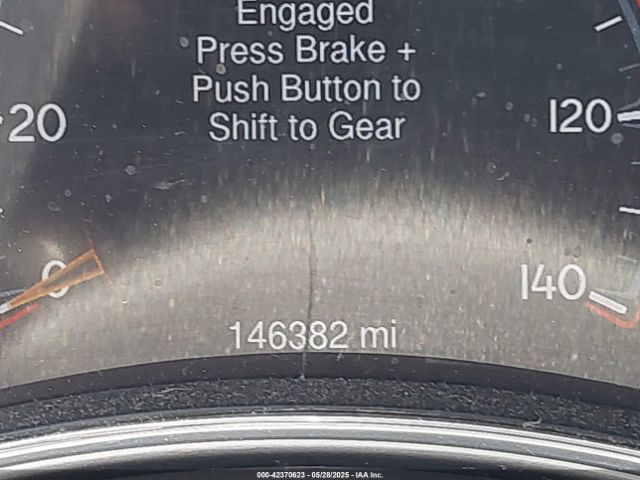 Engaged
Press Brake +
Push Button to
Shift to Gear
20
120
0
140
146382 mi
000-42370623 - 05/28/2025 - IAA Inc.